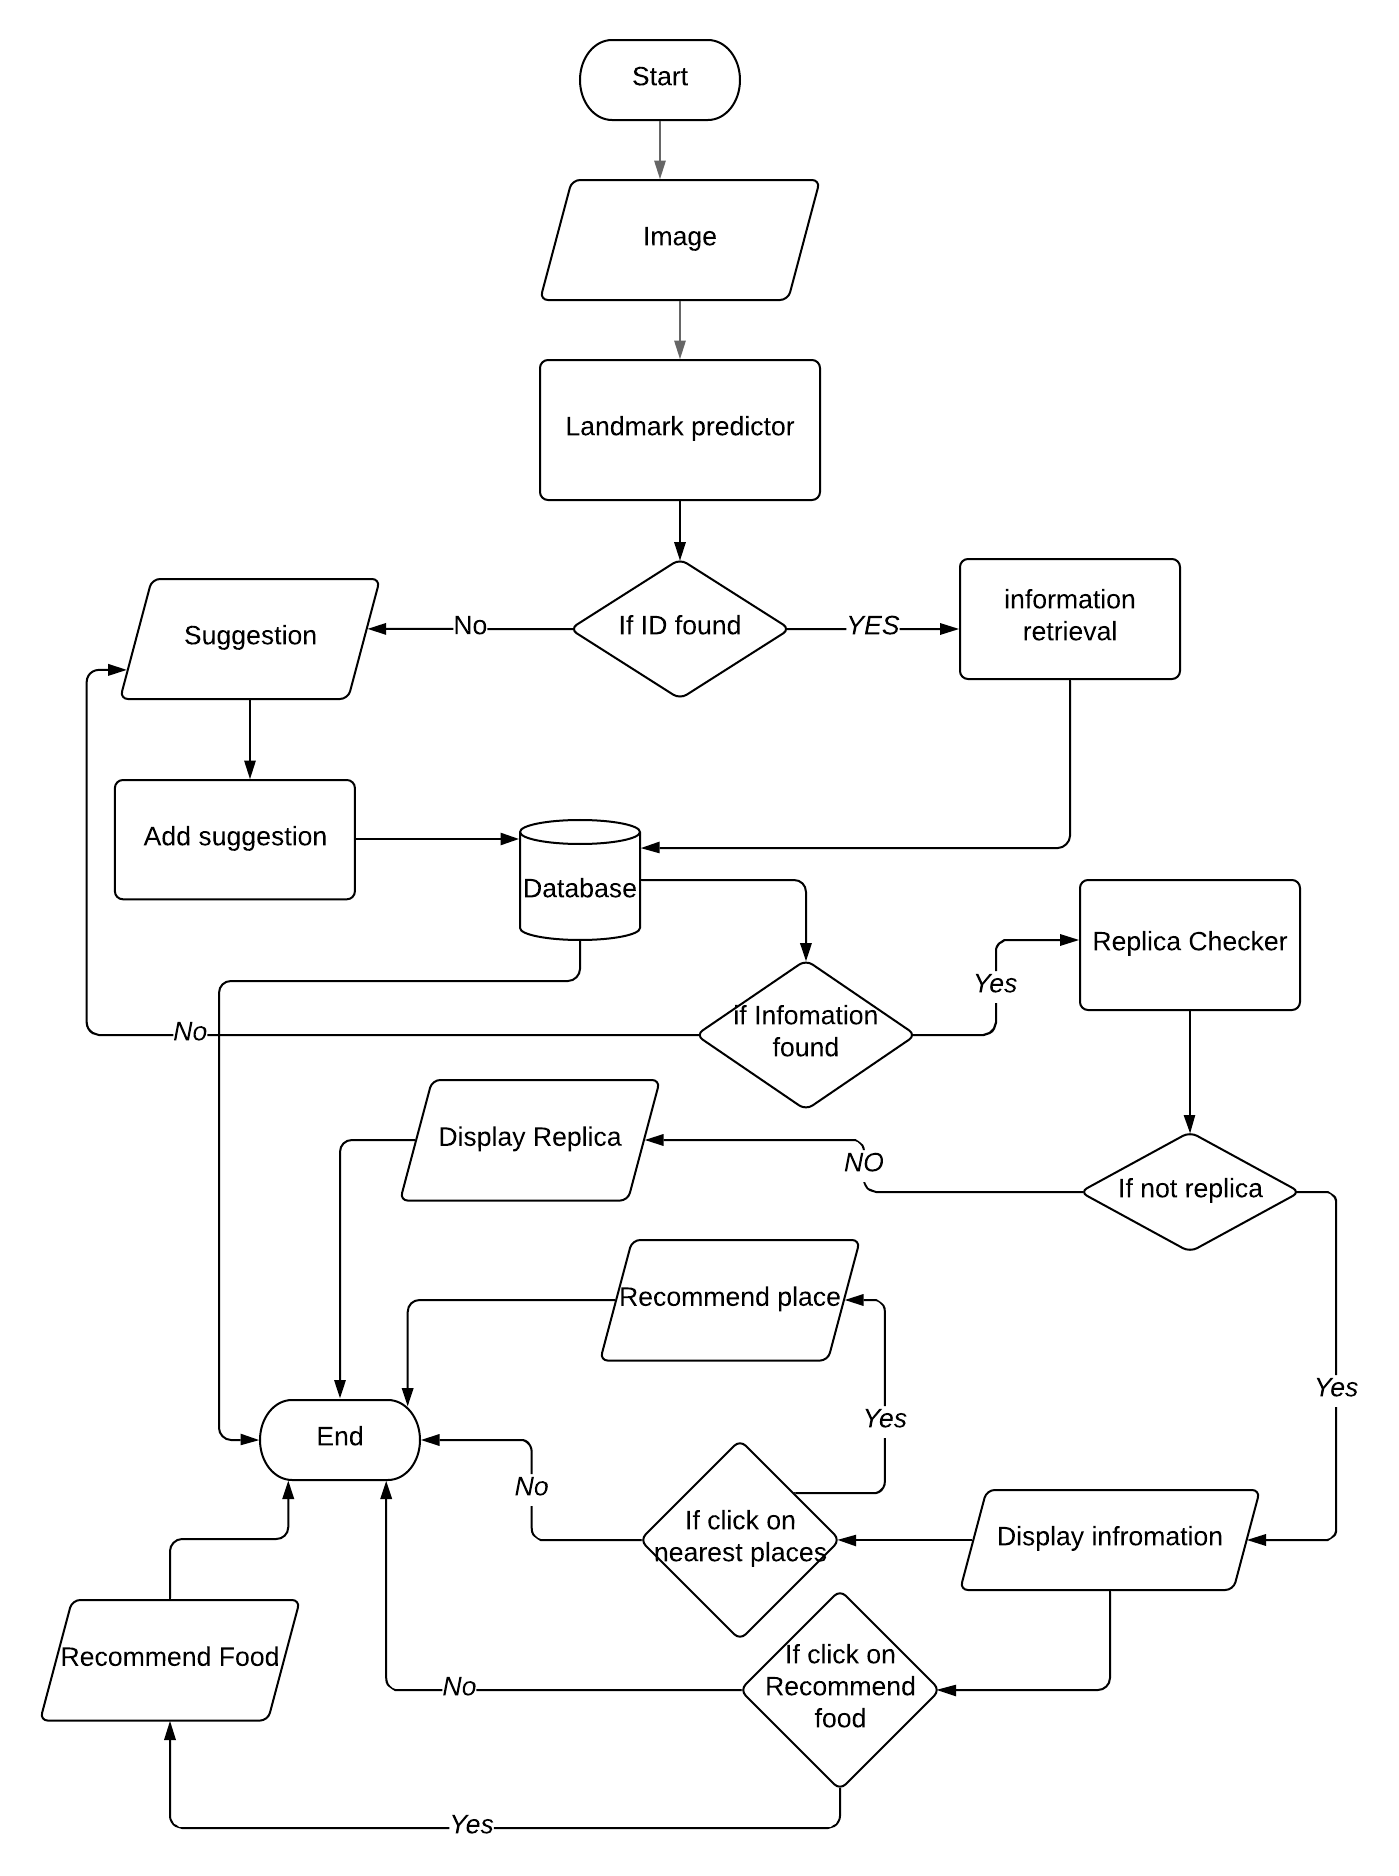 Start
Image
Landmark predictor
If ID found
No
YES
Suggestion
information
retrieval
Add suggestion
Database
Replica Checker
if Infomation
found
Yes
No
Display Replica
NO
If not replica
Recommend place
Yes
Yes
End
No
If click on
nearest places
Display infromation
Recommend Food
If click on
Recommend
food
No
Yes